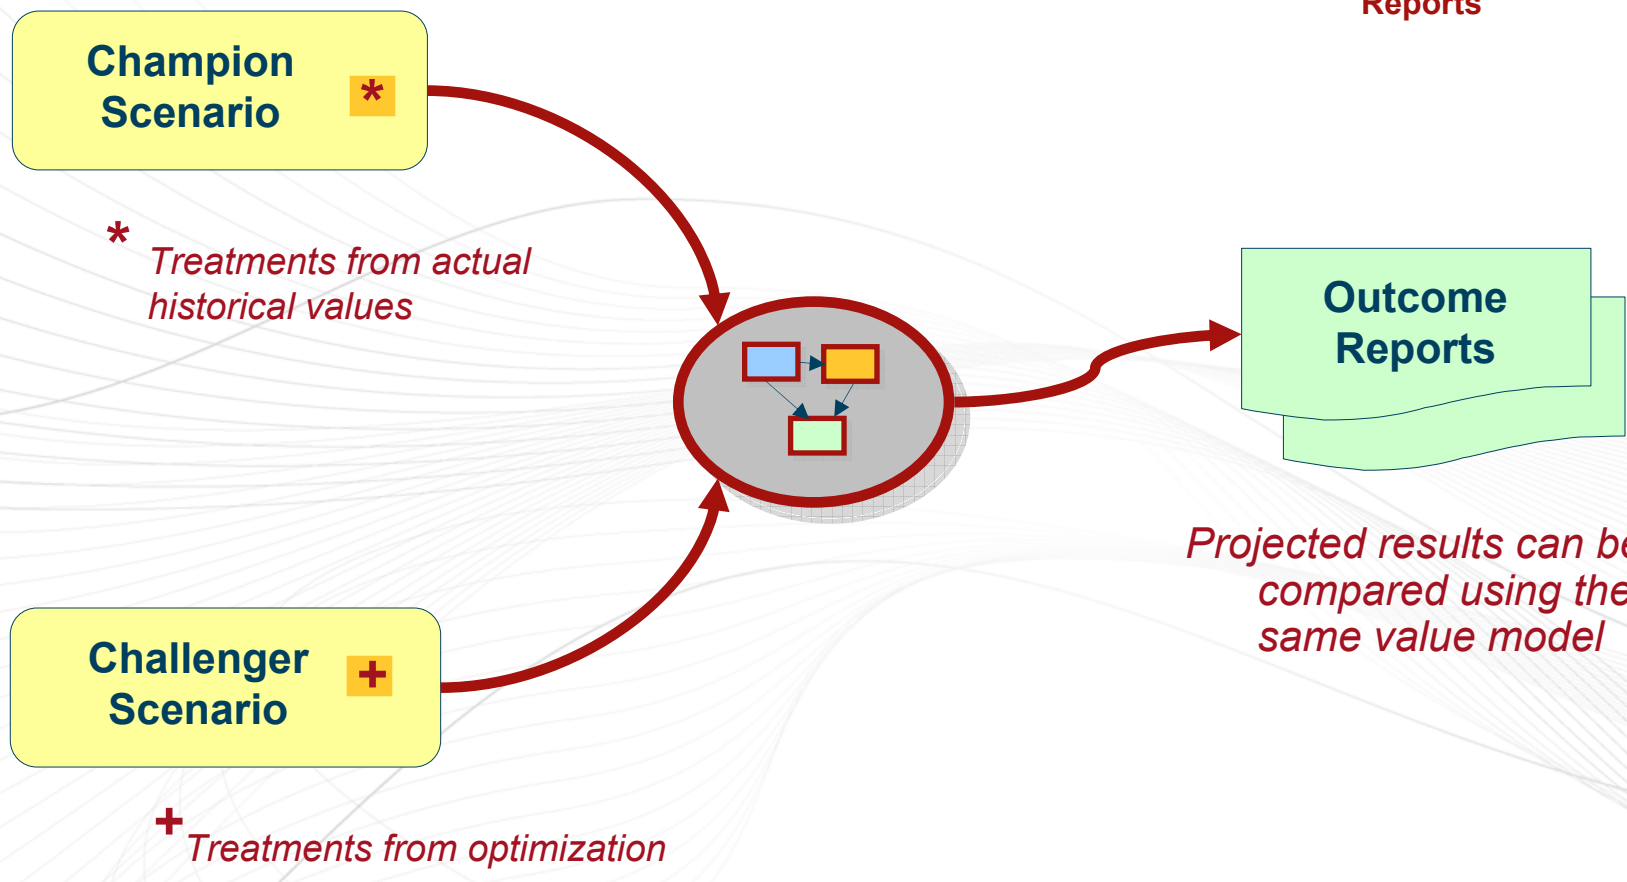 Reports
Champion
Scenario *
* Treatments from actual
historical values
Outcome
Reports
Projected results can be
compared using the
same value model
Challenger
Scenario +
+ Treatments from optimization